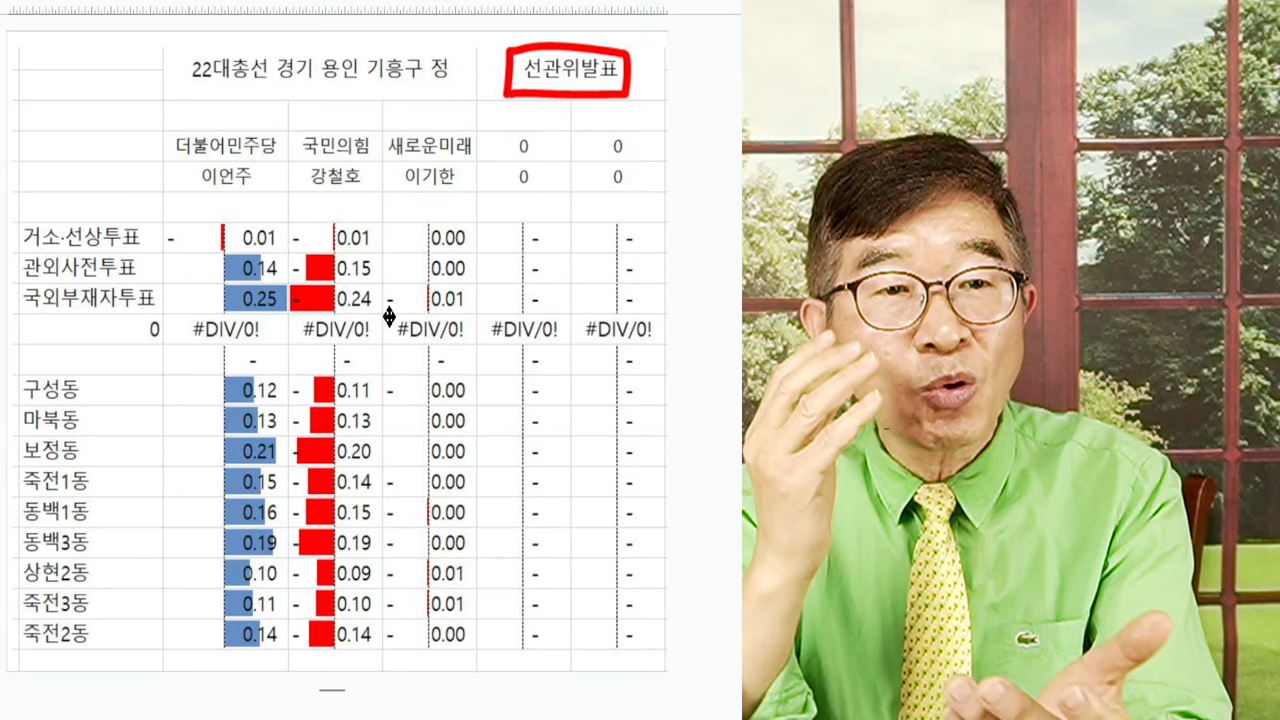 22대총선 경기 용인 기흥구 정 선관위발표
더불어민주당 국민의힘 새로운미래 0 0
이언주 강철호 이기한 0 0
거소·선상투표 - 0.01 - 0.01 0.00 - -
관외사전투표 0.14 - 0.15 0.00 - -
국외부재자투표 0.25 - 0.24 - 0.01 - -
0 #DIV/0! #DIV/0! #DIV/0! #DIV/0! #DIV/0!
- - - - -
구성동 0.12 - 0.11 - 0.00 - -
마북동 0.13 - 0.13 0.00 - -
보정동 0.21 - 0.20 0.00 - -
죽전1동 0.15 - 0.14 0.00 - -
동백1동 0.16 - 0.15 - 0.00 - -
동백3동 0.19 - 0.19 0.00 - -
상현2동 0.10 - 0.09 - 0.01 - -
죽전3동 0.11 - 0.10 - 0.01 - -
죽전2동 0.14 - 0.14 - 0.00 - -